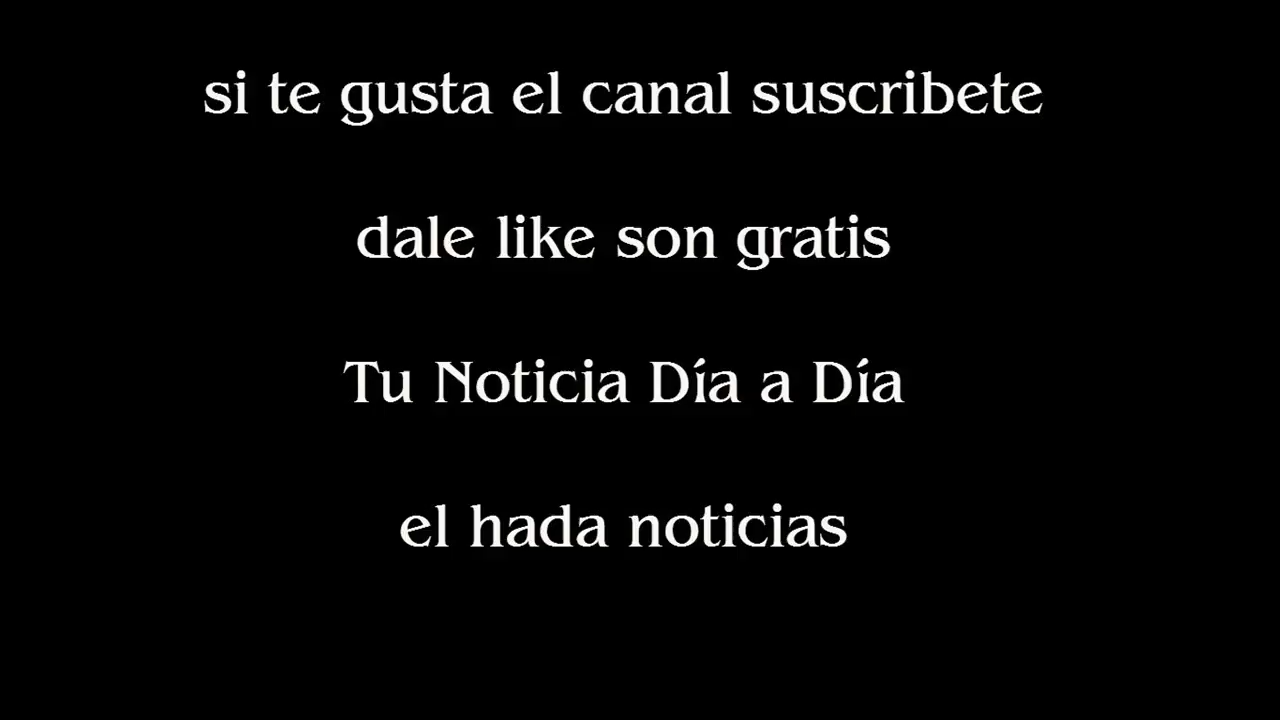 si te gusta el canal suscribete
dale like son gratis
Tu Noticia Día a Día
el hada noticias